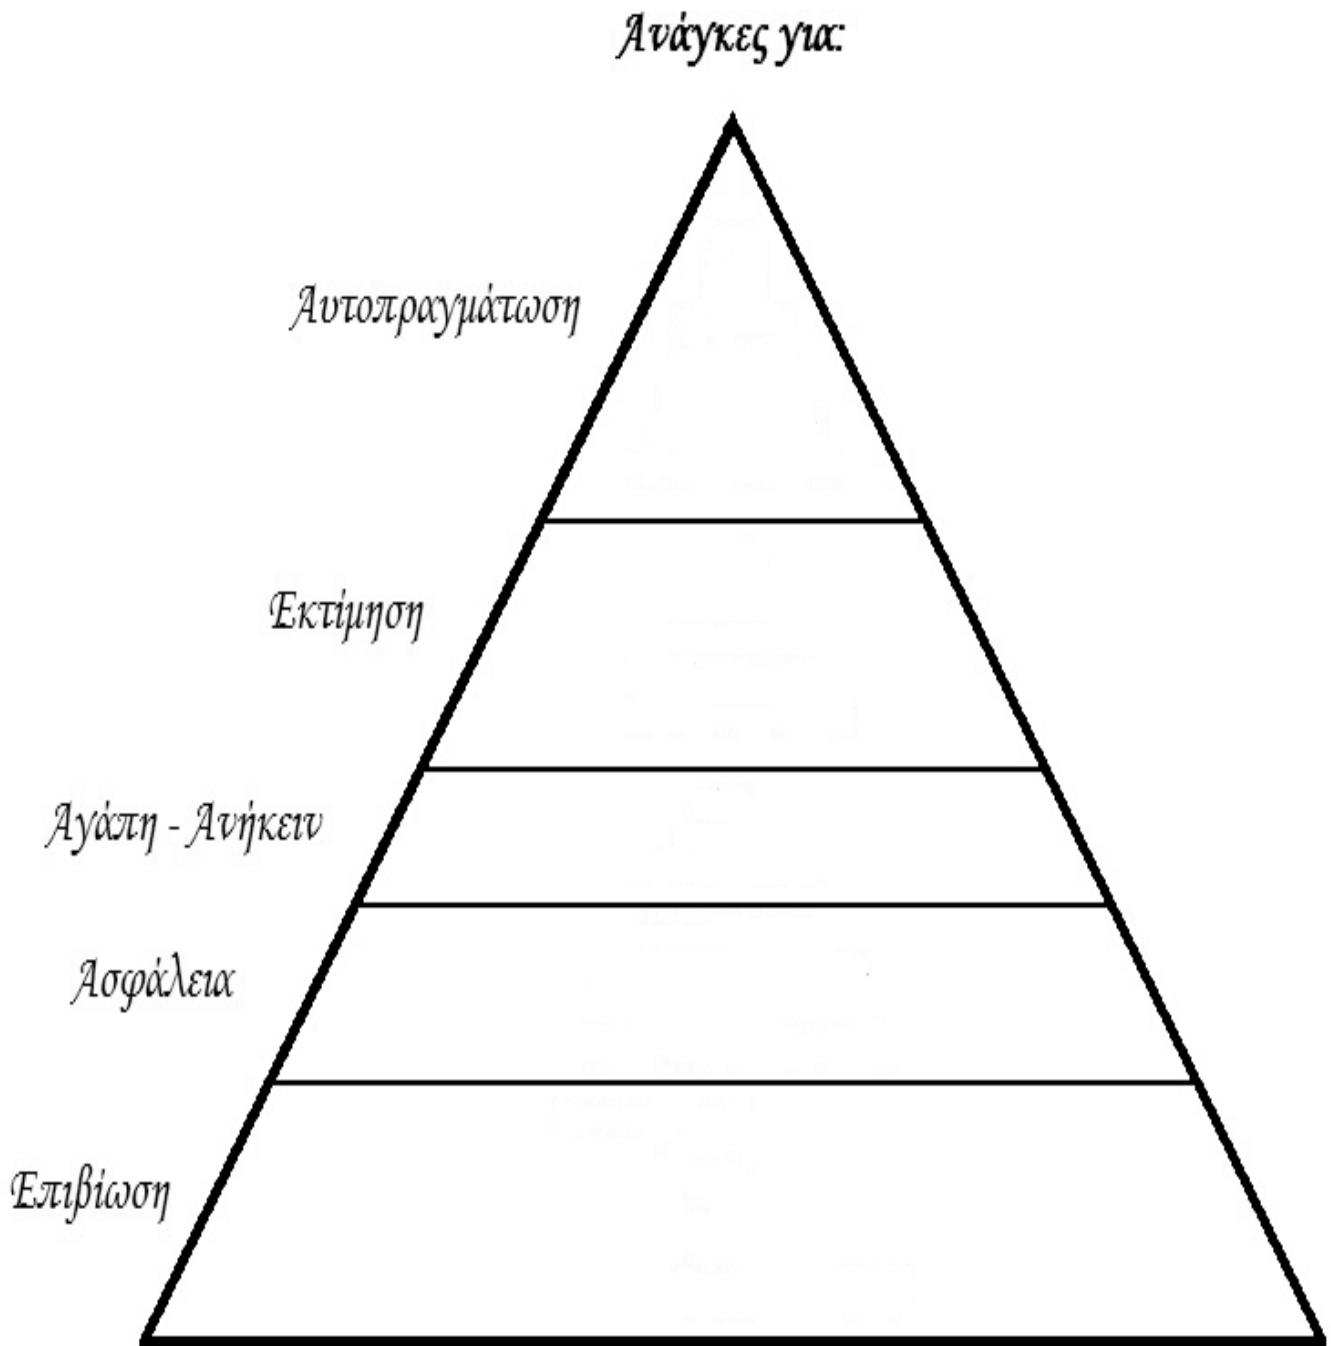 Ανάγκες για:
Αυτοπραγμάτωση
Εκτίμηση
Αγάπη - Ανήκειν
Ασφάλεια
Επιβίωση